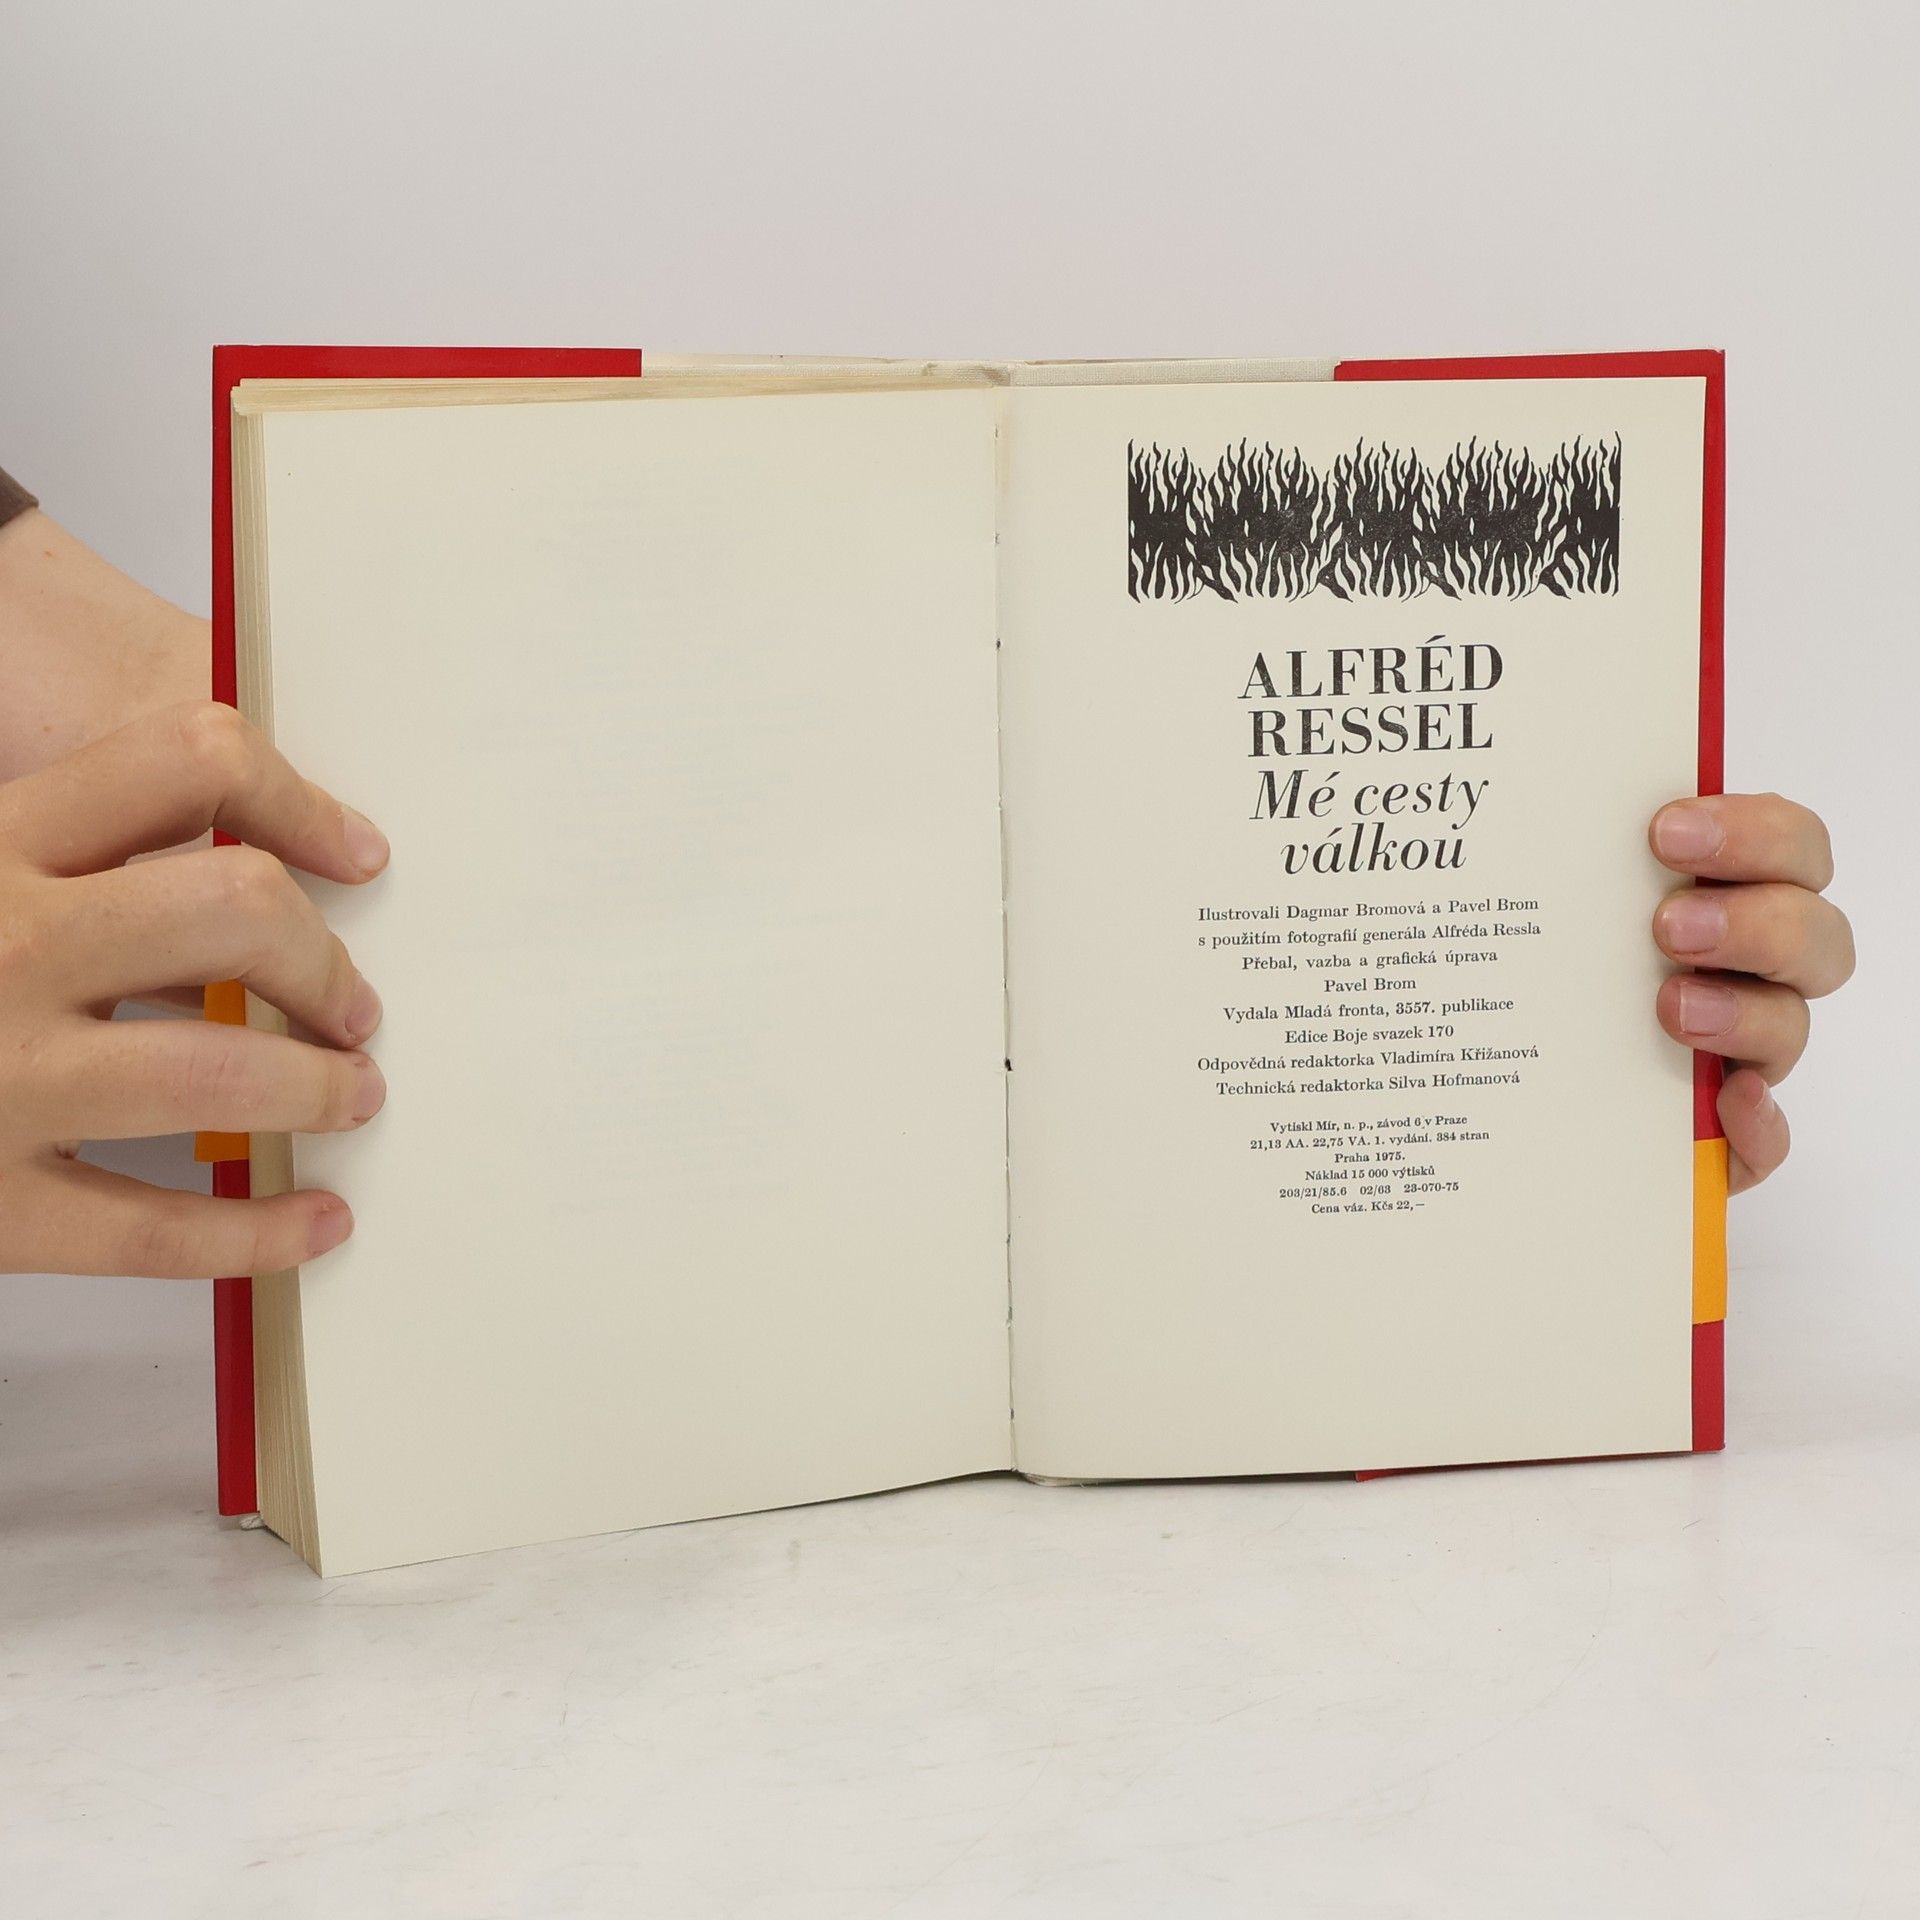 ALFRÉD
RESSEL
Mé cesty
válkou
Ilustrovali Dagmar Bromová a Pavel Brom
s použitím fotografií generála Alfréda Ressla
Přebal, vazba a grafická úprava
Pavel Brom
Vydala Mladá fronta, 3557. publikace
Edice Boje svazek 170
Odpovědná redaktorka Vladimíra Křižanová
Technická redaktorka Silva Hofmanová
Vytiskl Mír, n. p., závod 6 v Praze
21,13 AA. 22,75 VA. 1. vydání. 384 stran
Praha 1975.
Náklad 15 000 výtisků
203/21/85.6 02/63 23-070-75
Cena váz. Kčs 22,—